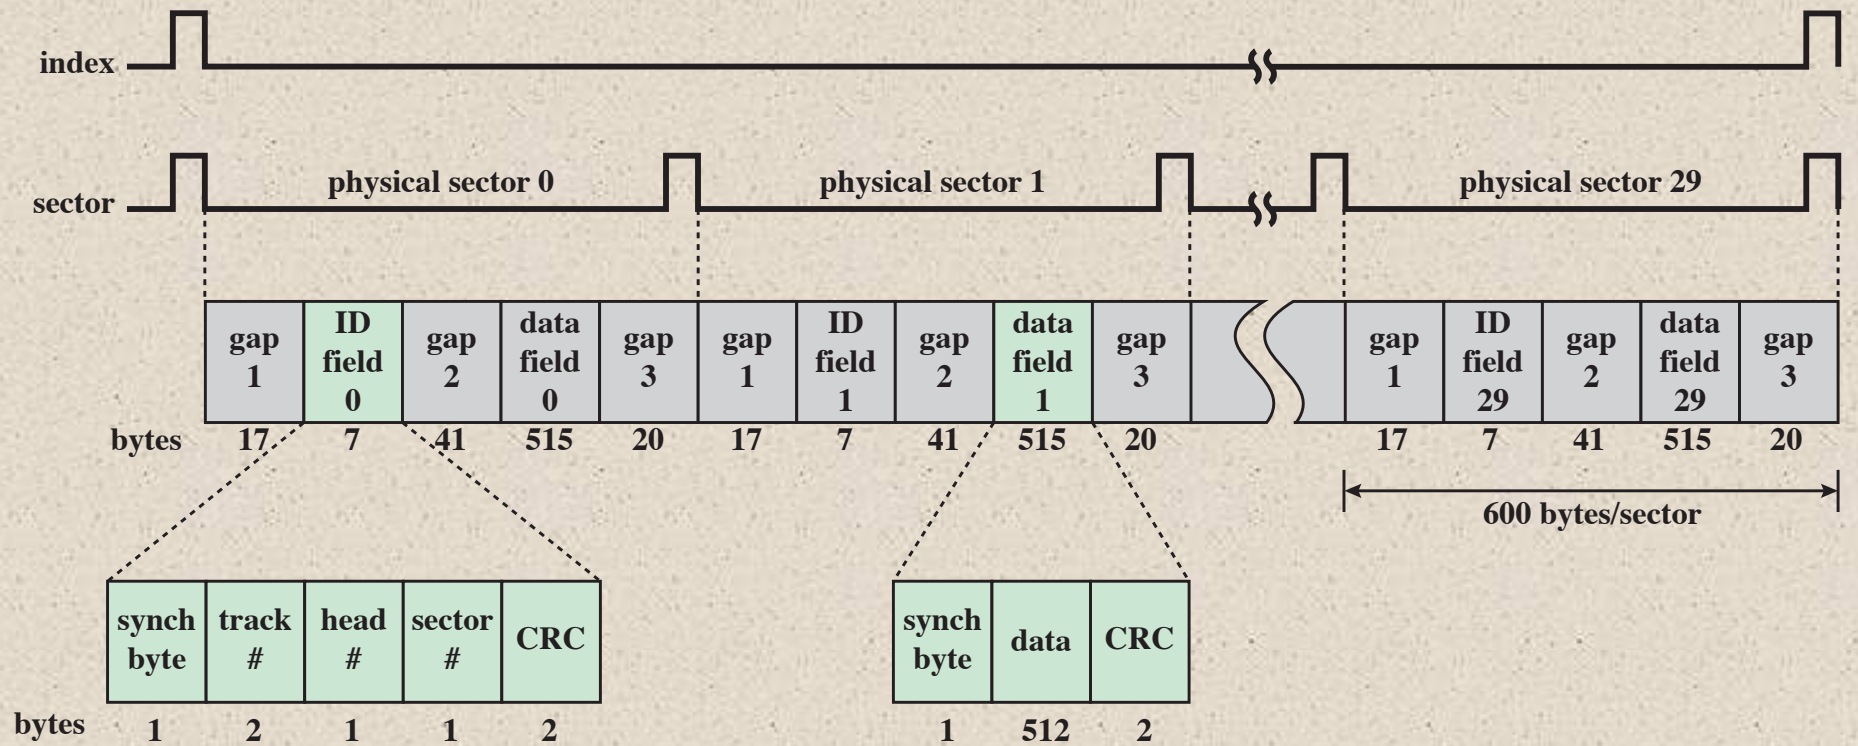 index
sector
physical sector 0
physical sector 1
physical sector 29
gap
1
ID
field
0
gap
2
data
field
0
gap
3
gap
1
ID
field
1
gap
2
data
field
1
gap
3
gap
1
ID
field
29
gap
2
data
field
29
gap
3
bytes 17 7 41 515 20 17 7 41 515 20 17 7 41 515 20
600 bytes/sector
synch
byte
track
#
head
#
sector
#
CRC
synch
byte
data
CRC
bytes 1 2 1 1 2 1 512 2